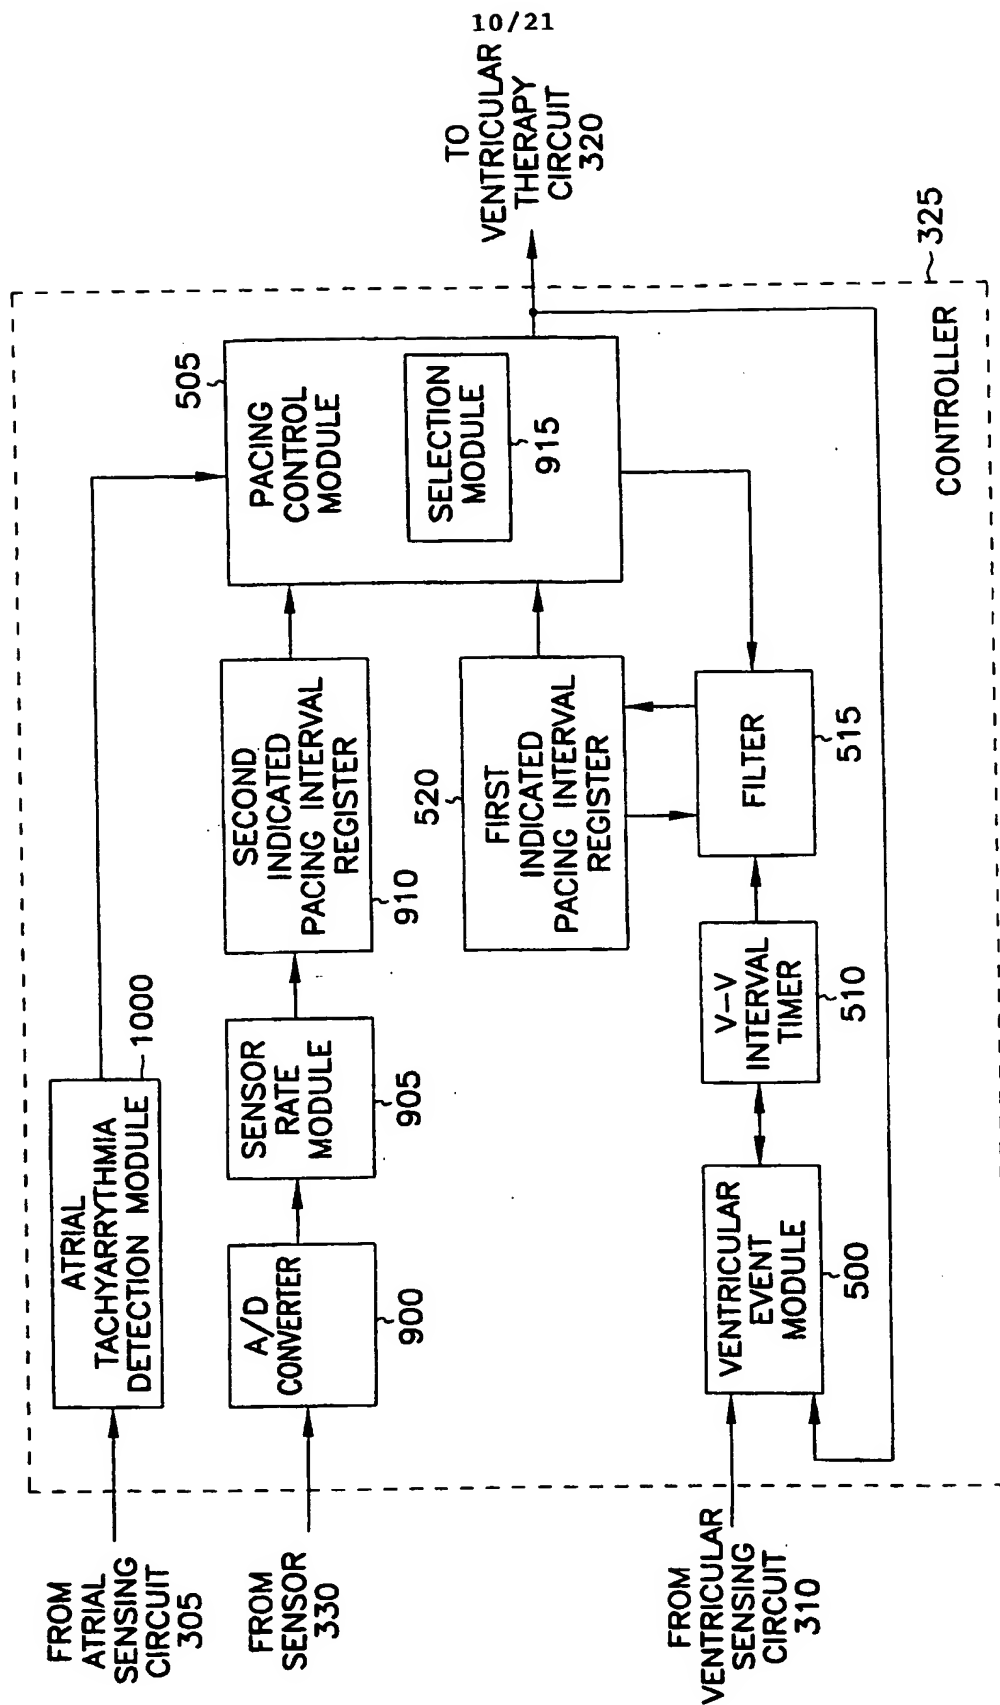 10/21
FROM
ATRIAL
SENSING
CIRCUIT
305
ATRIAL
TACHYARRYTHMIA
DETECTION MODULE
1000
FROM
SENSOR
330
A/D
CONVERTER
900
SENSOR
RATE
MODULE
905
SECOND
INDICATED
PACING INTERVAL
REGISTER
910
505
PACING
CONTROL
MODULE
SELECTION
MODULE
915
TO
VENTRICULAR
THERAPY
CIRCUIT
320
520
FIRST
INDICATED
PACING INTERVAL
REGISTER
FROM
VENTRICULAR
SENSING
CIRCUIT
310
VENTRICULAR
EVENT
MODULE
500
V-V
INTERVAL
TIMER
510
FILTER
515
CONTROLLER
325